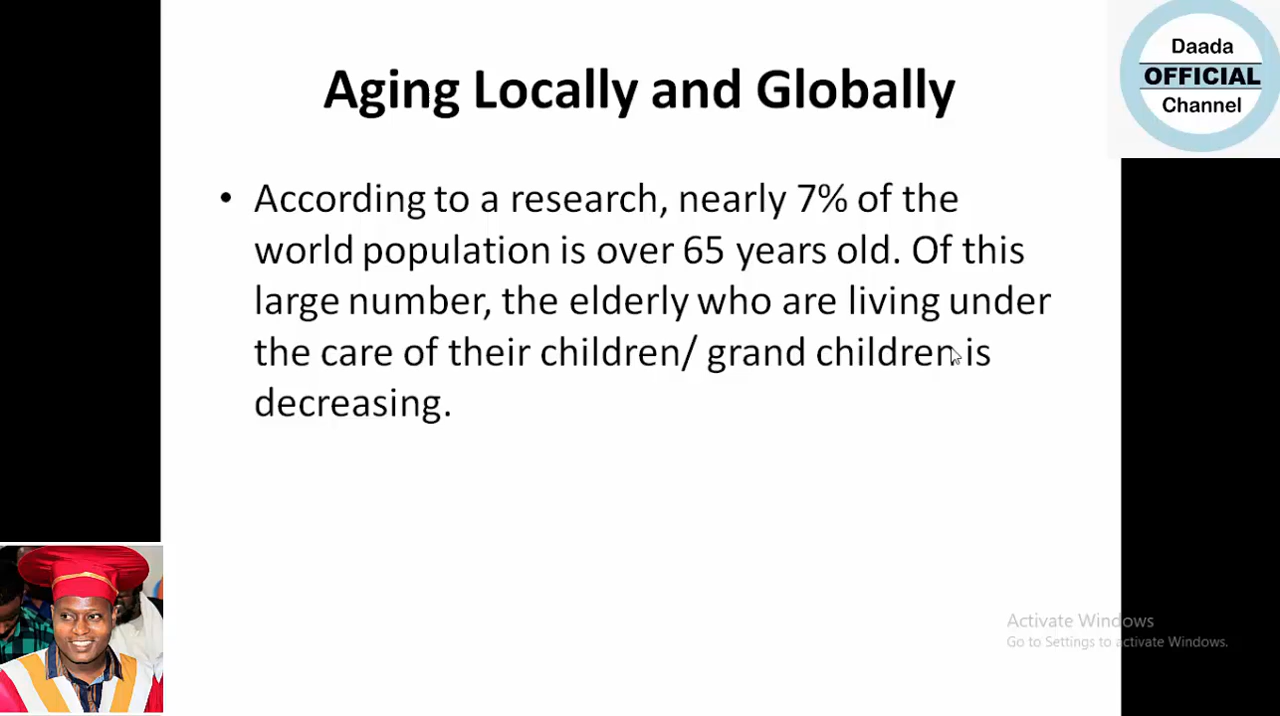 Daada
OFFICIAL
Channel
Aging Locally and Globally
• According to a research, nearly 7% of the
world population is over 65 years old. Of this
large number, the elderly who are living under
the care of their children/ grand children is
decreasing.
Activate Windows
Go to Settings to activate Windows.